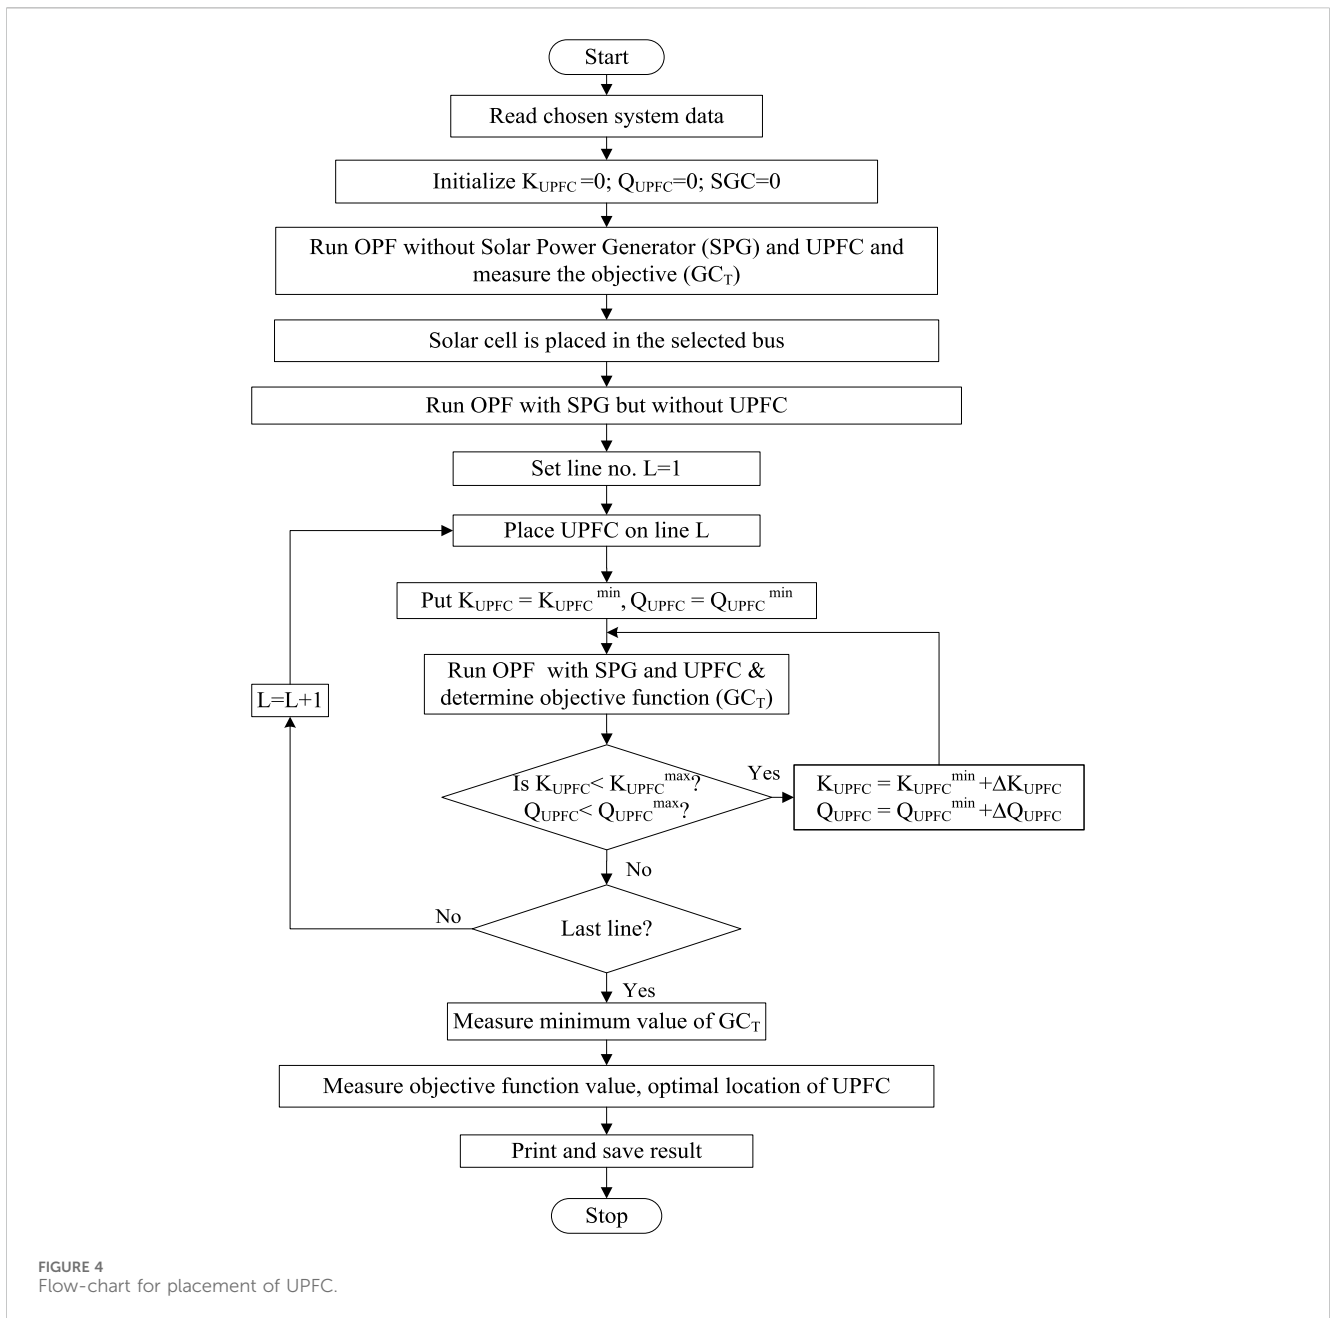 Start
Read chosen system data
Initialize K_UPFC =0; Q_UPFC=0; SGC=0
Run OPF without Solar Power Generator (SPG) and UPFC and
measure the objective (GC_T)
Solar cell is placed in the selected bus
Run OPF with SPG but without UPFC
Set line no. L=1
Place UPFC on line L
Put K_UPFC = K_UPFC^min, Q_UPFC = Q_UPFC^min
Run OPF with SPG and UPFC &
determine objective function (GC_T)
L=L+1
Is K_UPFC< K_UPFC^max?
Q_UPFC< Q_UPFC^max?
Yes
K_UPFC = K_UPFC^min +ΔK_UPFC
Q_UPFC = Q_UPFC^min +ΔQ_UPFC
No
Last line?
No
Yes
Measure minimum value of GC_T
Measure objective function value, optimal location of UPFC
Print and save result
Stop
FIGURE 4
Flow-chart for placement of UPFC.